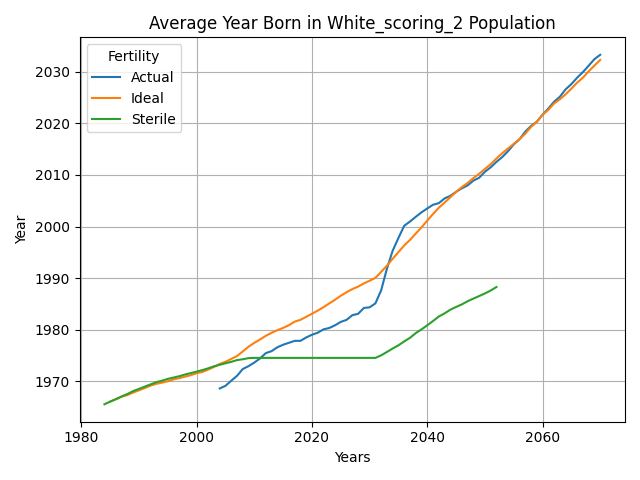 Average Year Born in White_scoring_2 Population
Fertility
Actual
Ideal
Sterile
2030
2020
2010
2000
1990
1980
1970
Year
1980
2000
2020
2040
2060
Years